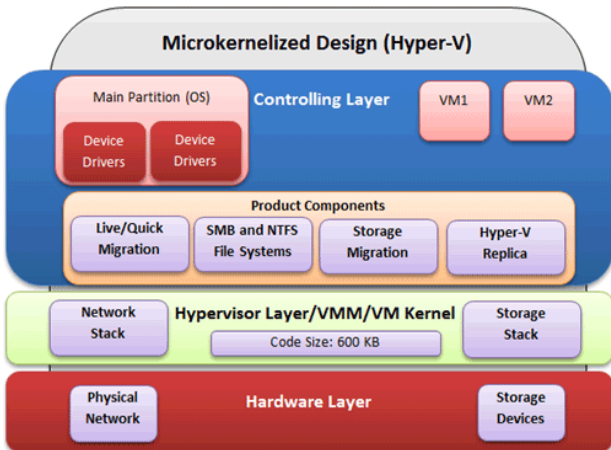 Microkernelized Design (Hyper-V)
Main Partition (OS)
Controlling Layer
VM1
VM2
Device
Drivers
Device
Drivers
Product Components
Live/Quick
Migration
SMB and NTFS
File Systems
Storage
Migration
Hyper-V
Replica
Network
Stack
Hypervisor Layer/VMM/VM Kernel
Code Size: 600 KB
Storage
Stack
Physical
Network
Hardware Layer
Storage
Devices